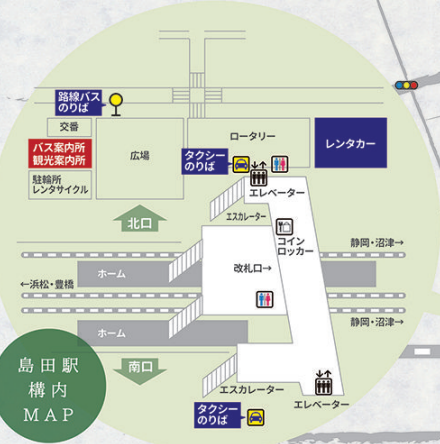 路線バス
のりば
交番
バス案内所
観光案内所
駐輪所
レンタサイクル
広場
ロータリー
タクシー
のりば
レンタカー
エレベーター
エスカレーター
北口
コイン
ロッカー
静岡・沼津→
ホーム
改札口→
←浜松・豊橋
静岡・沼津→
ホーム
島田駅
構内
MAP
南口
エスカレーター
エレベーター
タクシー
のりば